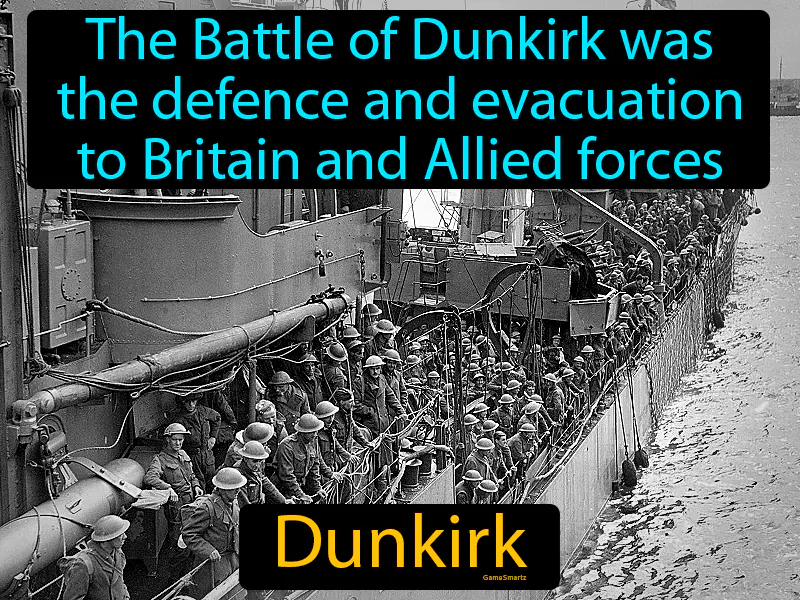 The Battle of Dunkirk was
the defence and evacuation
to Britain and Allied forces
Dunkirk
GameSmartz